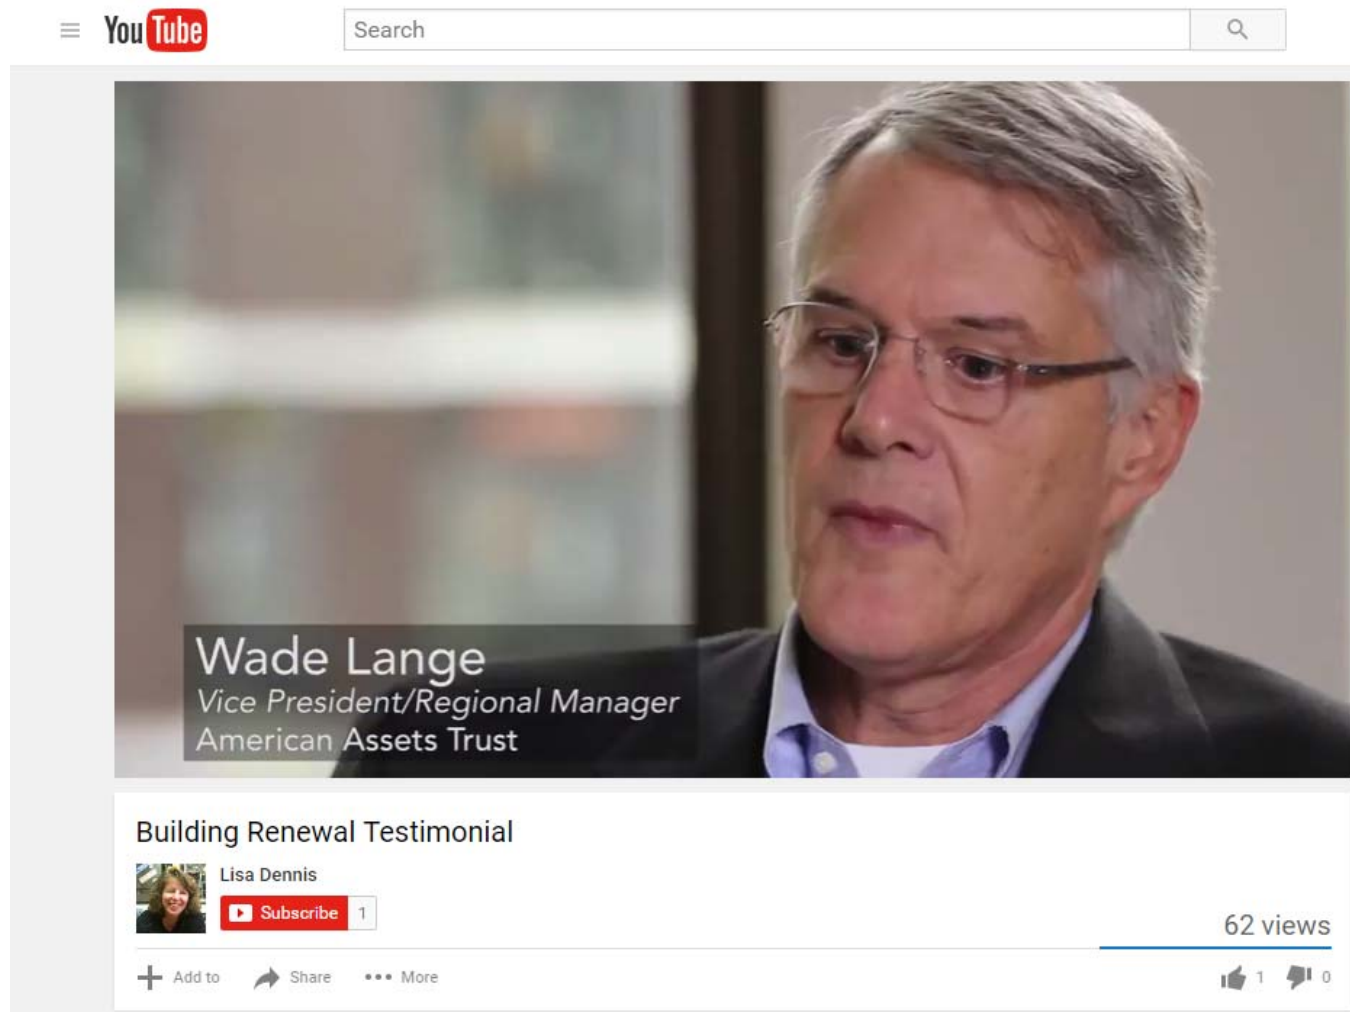 YouTube
Search
Wade Lange
Vice President/Regional Manager
American Assets Trust
Building Renewal Testimonial
Lisa Dennis
Subscribe 1
62 views
Add to Share More 1 0